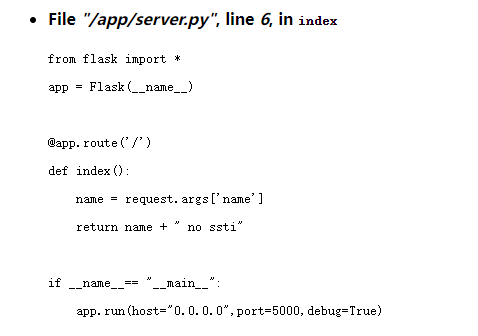 File "/app/server.py", line 6, in index
from flask import *
app = Flask(__name__)
@app.route('/')
def index():
    name = request.args['name']
    return name + " no ssti"
if __name__== "__main__":
    app.run(host="0.0.0.0",port=5000,debug=True)